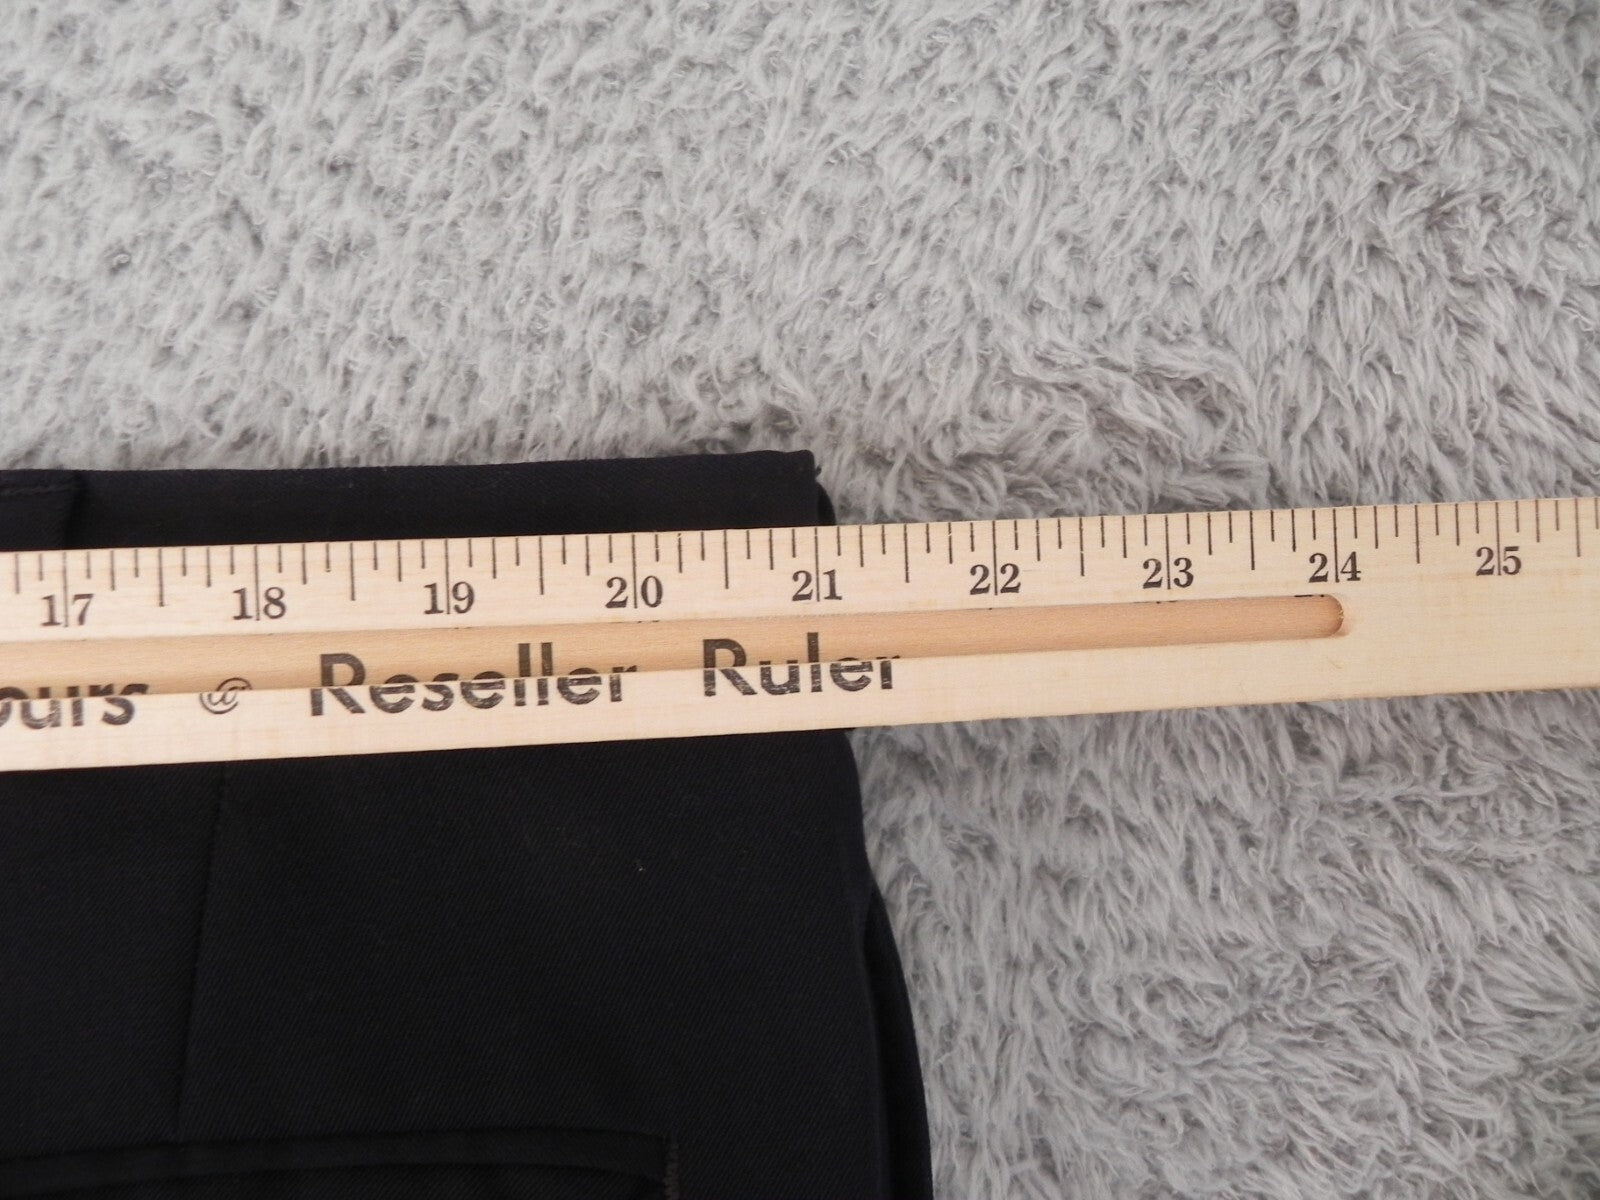 17 18 19 20 21 22 23 24 25
ours @ Reseller Ruler